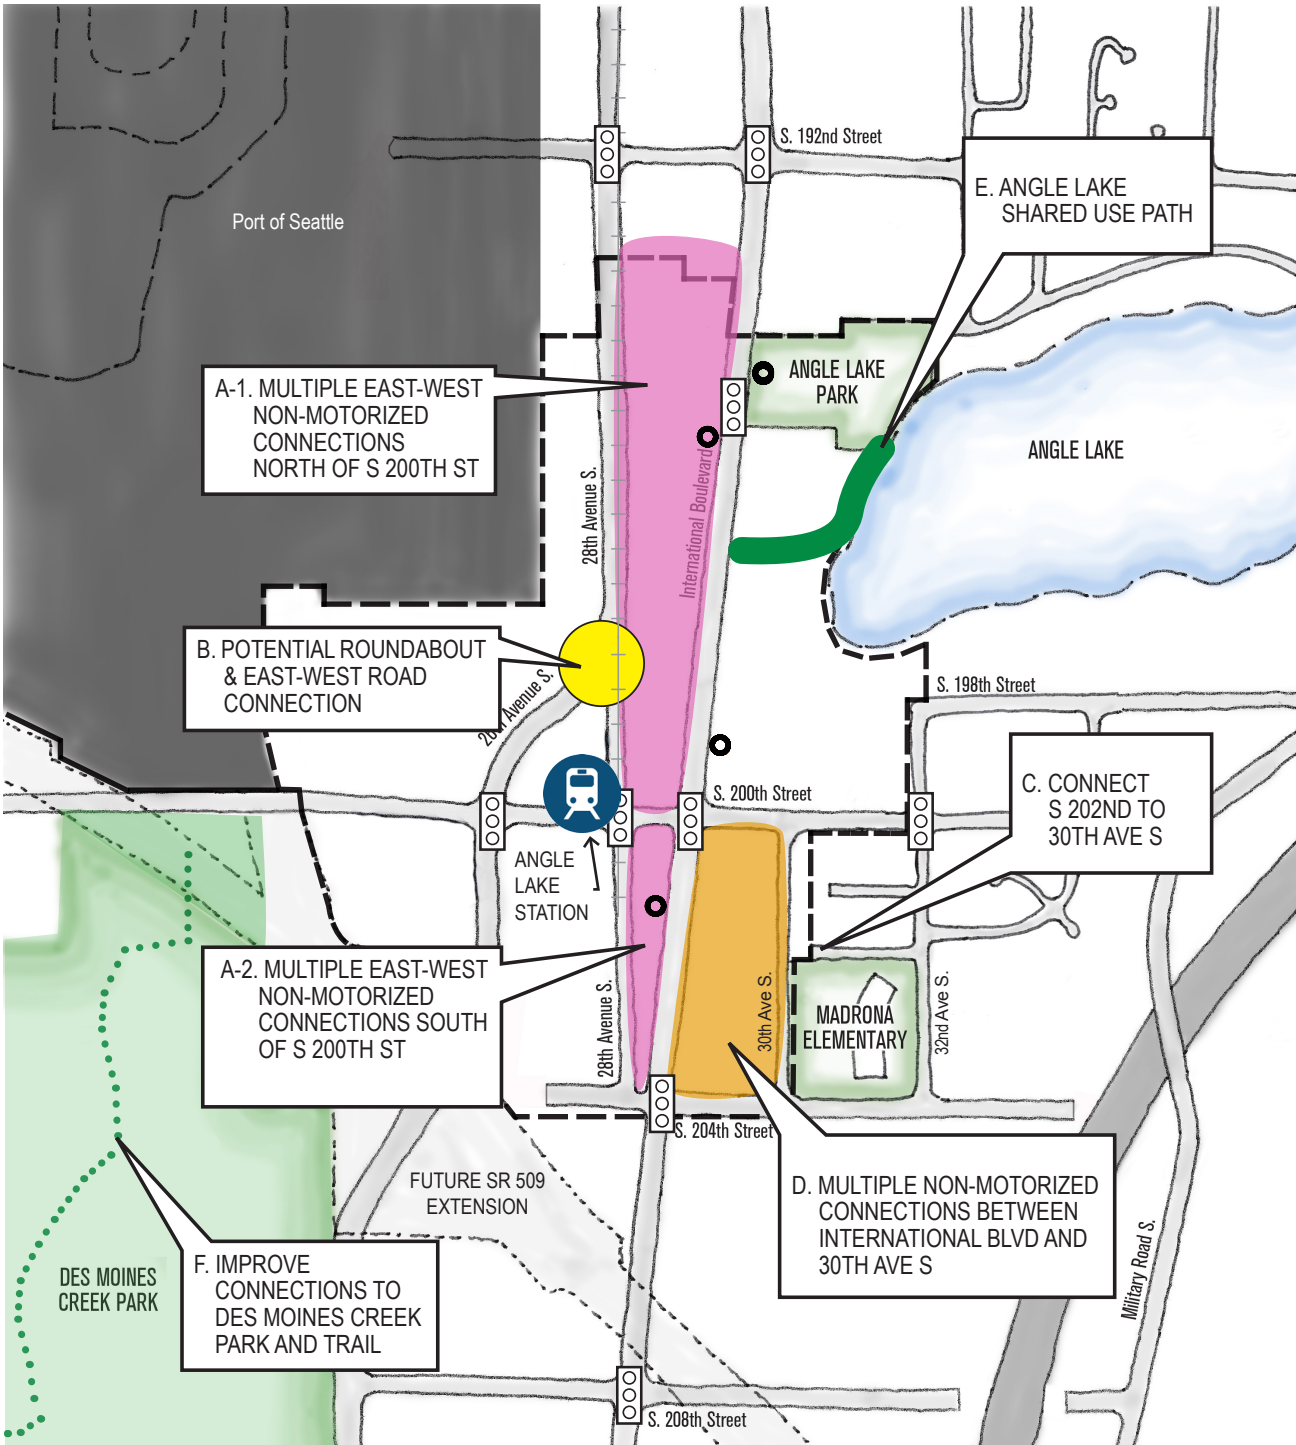 S. 192nd Street
E. ANGLE LAKE
SHARED USE PATH
Port of Seattle
A-1. MULTIPLE EAST-WEST
NON-MOTORIZED
CONNECTIONS
NORTH OF S 200TH ST
ANGLE LAKE
PARK
ANGLE LAKE
28th Avenue S.
International Boulevard
B. POTENTIAL ROUNDABOUT
& EAST-WEST ROAD
CONNECTION
Avenue S.
S. 198th Street
S. 200th Street
C. CONNECT
S 202ND TO
30TH AVE S
ANGLE
LAKE
STATION
A-2. MULTIPLE EAST-WEST
NON-MOTORIZED
CONNECTIONS SOUTH
OF S 200TH ST
28th Avenue S.
30th Ave S.
MADRONA
ELEMENTARY
32nd Ave S.
S. 204th Street
D. MULTIPLE NON-MOTORIZED
CONNECTIONS BETWEEN
INTERNATIONAL BLVD AND
30TH AVE S
FUTURE SR 509
EXTENSION
F. IMPROVE
CONNECTIONS TO
DES MOINES CREEK
PARK AND TRAIL
DES MOINES
CREEK PARK
Military Road S.
S. 208th Street